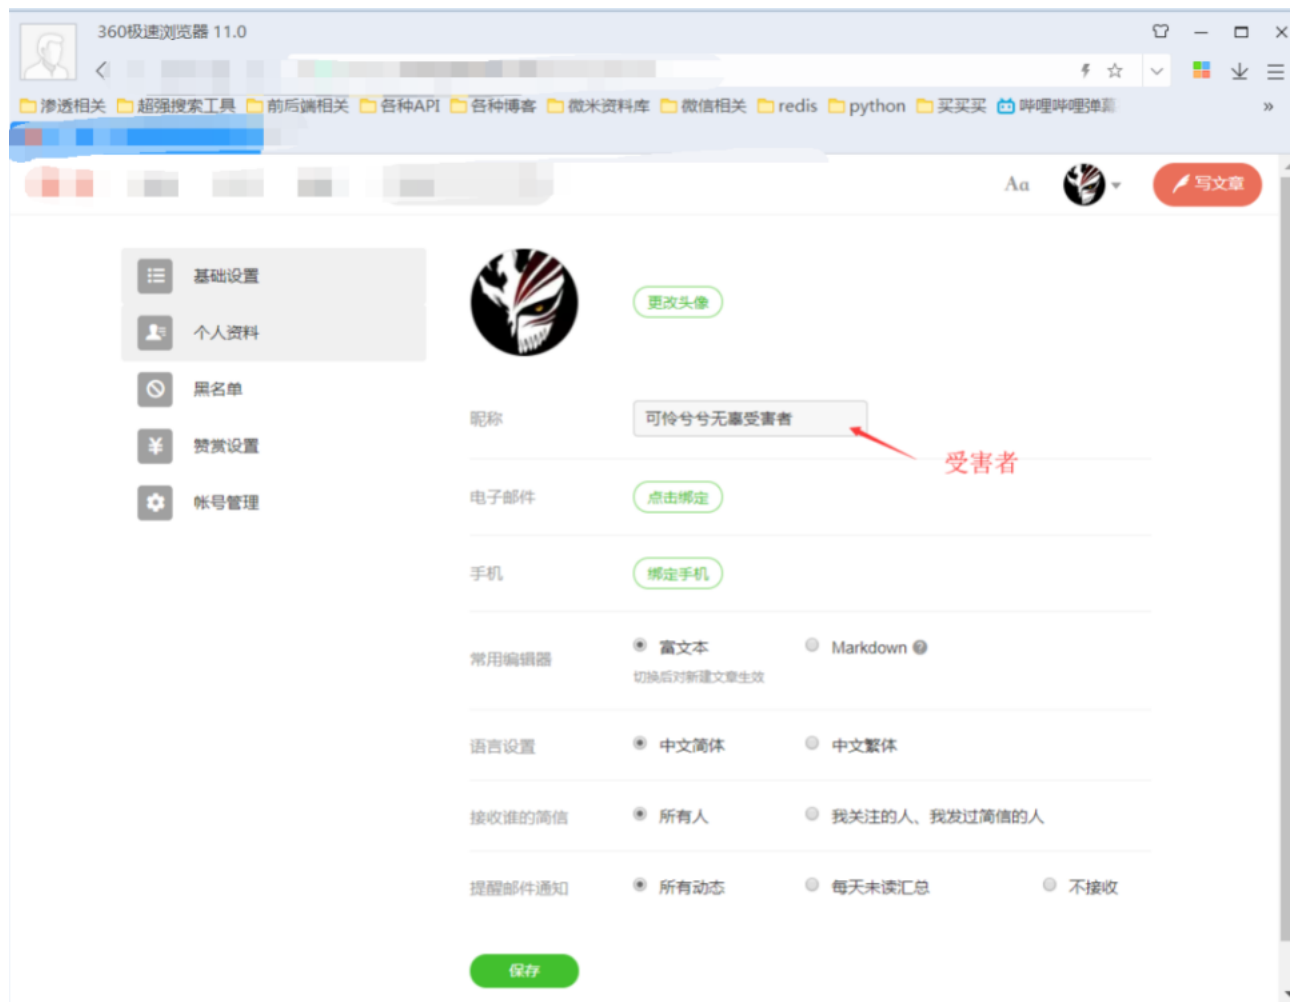 360极速浏览器 11.0
渗透相关 超强搜索工具 前后端相关 各种API 各种博客 微米资料库 微信相关 redis python 买买买 哔哩哔哩弹幕 »
Aa 写文章
基础设置
个人资料
黑名单
赞赏设置
帐号管理
更改头像
昵称 可怜兮兮无辜受害者
受害者
电子邮件 点击绑定
手机 绑定手机
常用编辑器 富文本 Markdown
切换后对新建文章生效
语言设置 中文简体 中文繁体
接收谁的简信 所有人 我关注的人、我发过简信的人
提醒邮件通知 所有动态 每天未读汇总 不接收
保存